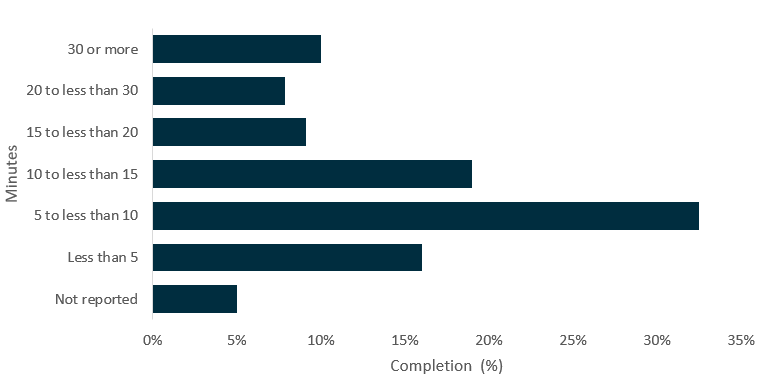 Minutes
30 or more
20 to less than 30
15 to less than 20
10 to less than 15
5 to less than 10
Less than 5
Not reported
0% 5% 10% 15% 20% 25% 30% 35%
Completion (%)